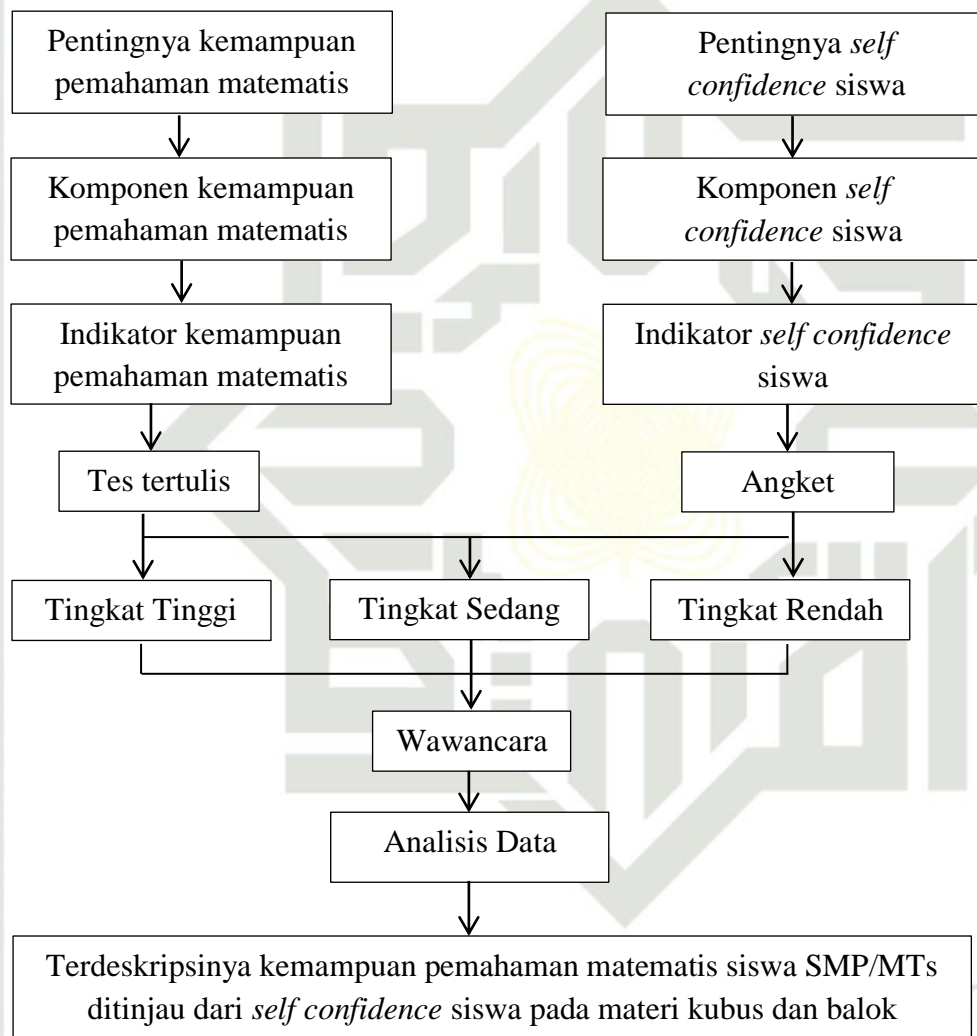 Pentingnya kemampuan
pemahaman matematis
Pentingnya self
confidence siswa
Komponen kemampuan
pemahaman matematis
Komponen self
confidence siswa
Indikator kemampuan
pemahaman matematis
Indikator self confidence
siswa
Tes tertulis
Angket
Tingkat Tinggi
Tingkat Sedang
Tingkat Rendah
Wawancara
Analisis Data
Terdeskripsinya kemampuan pemahaman matematis siswa SMP/MTs
ditinjau dari self confidence siswa pada materi kubus dan balok